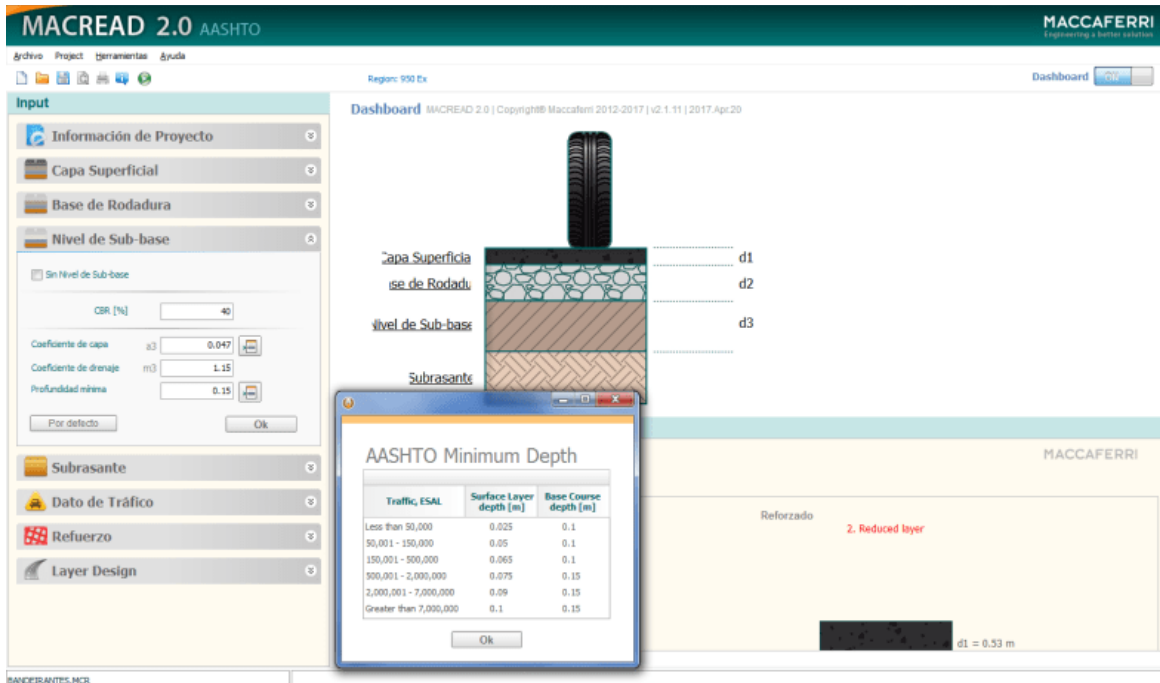 MACREAD 2.0 AASHTO
MACCAFERRI
Engineering a better solution
Archivo Project Herramientas Ayuda
Region: 950 Ex
Dashboard
Input
Dashboard MACREAD 2.0 | Copyright® Maccaferri 2012-2017 | v2.1.11 | 2017.Apr.20
Información de Proyecto
Capa Superficial
Base de Rodadura
Nivel de Sub-base
Sin Nivel de Sub-base
CBR [%] 40
Coeficiente de capa a3 0.047
Coeficiente de drenaje m3 1.15
Profundidad mínima 0.15
Por defecto Ok
Subrasante
Dato de Tráfico
Refuerzo
Layer Design
Capa Superficia d1
se de Rodadu d2
Nivel de Sub-base d3
Subrasante
AASHTO Minimum Depth
Traffic, ESAL Surface Layer depth [m] Base Course depth [m]
Less than 50,000 0.025 0.1
50,001 - 150,000 0.05 0.1
150,001 - 500,000 0.065 0.1
500,001 - 2,000,000 0.075 0.15
2,000,001 - 7,000,000 0.09 0.15
Greater than 7,000,000 0.1 0.15
Ok
MACCAFERRI
Reforzado
2. Reduced layer
d1 = 0.53 m
BANDEIRANTES.MCR